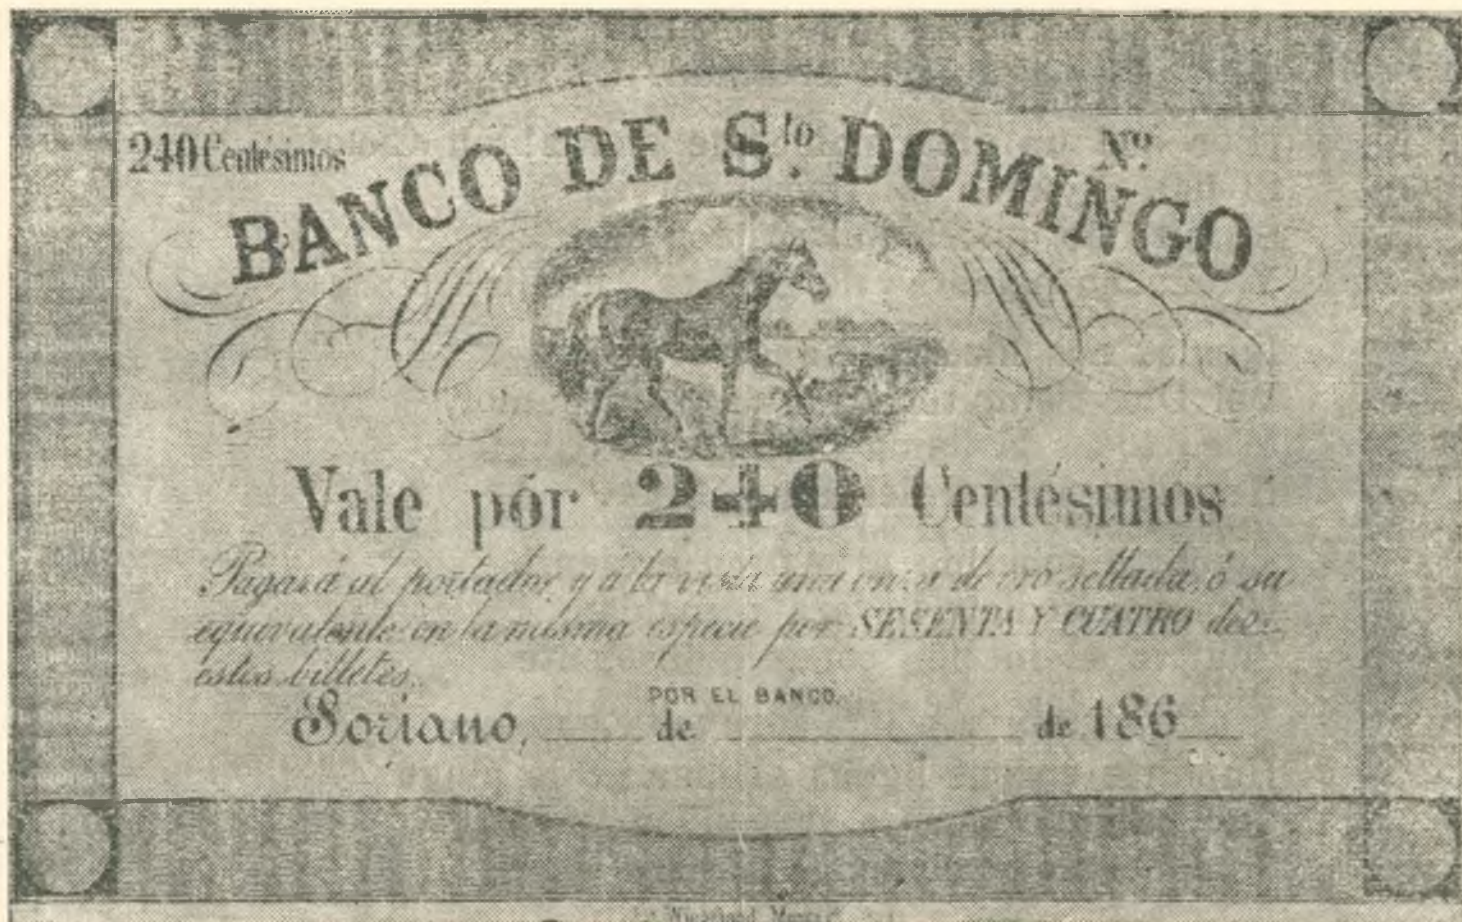 240 Centésimos
Nº.
BANCO DE Sto. DOMINGO
Vale pór 240 Centésimos
Pagará al portador y á la vista una onza de oro sellado, ó su
equivalente en la misma especie por SESENTA Y CUATRO de
estos billetes.
POR EL BANCO.
Soriano, de de 186